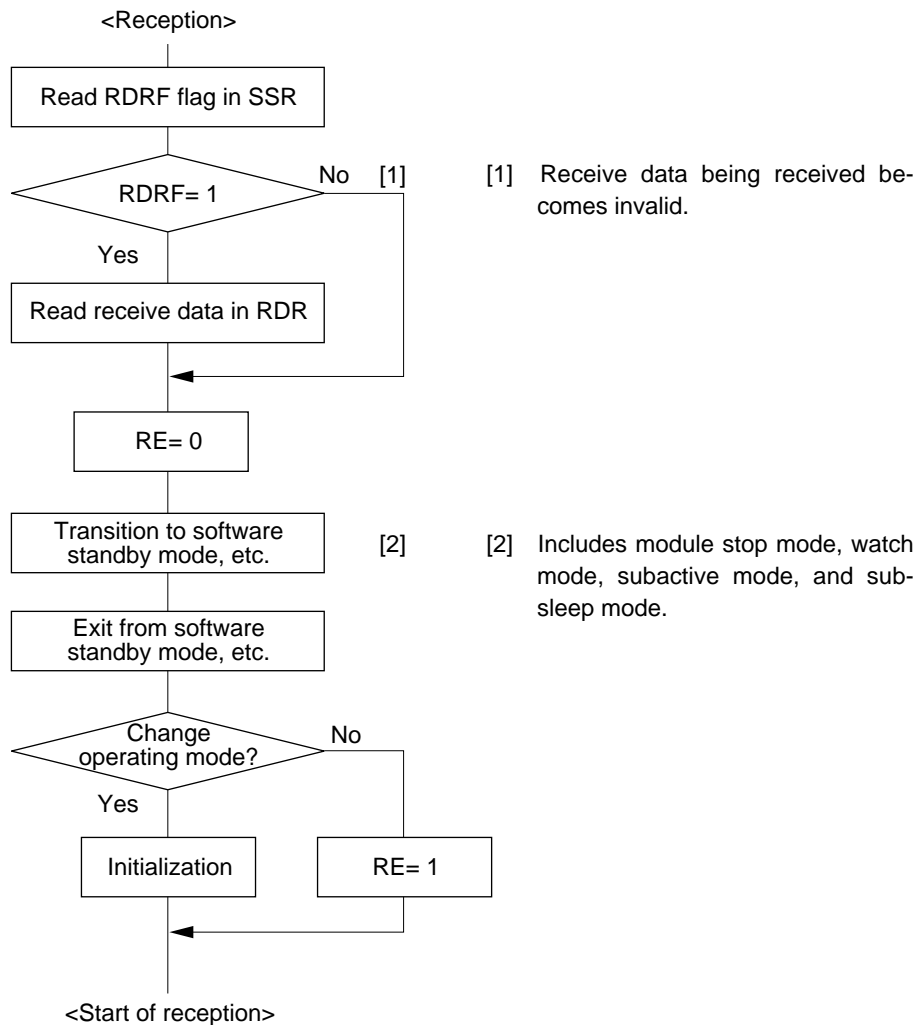 <Reception>
Read RDRF flag in SSR
RDRF= 1
No [1]
Yes
[1] Receive data being received be-
comes invalid.
Read receive data in RDR
RE= 0
Transition to software
standby mode, etc.
[2]
[2] Includes module stop mode, watch
mode, subactive mode, and sub-
sleep mode.
Exit from software
standby mode, etc.
Change
operating mode?
No
Yes
Initialization
RE= 1
<Start of reception>